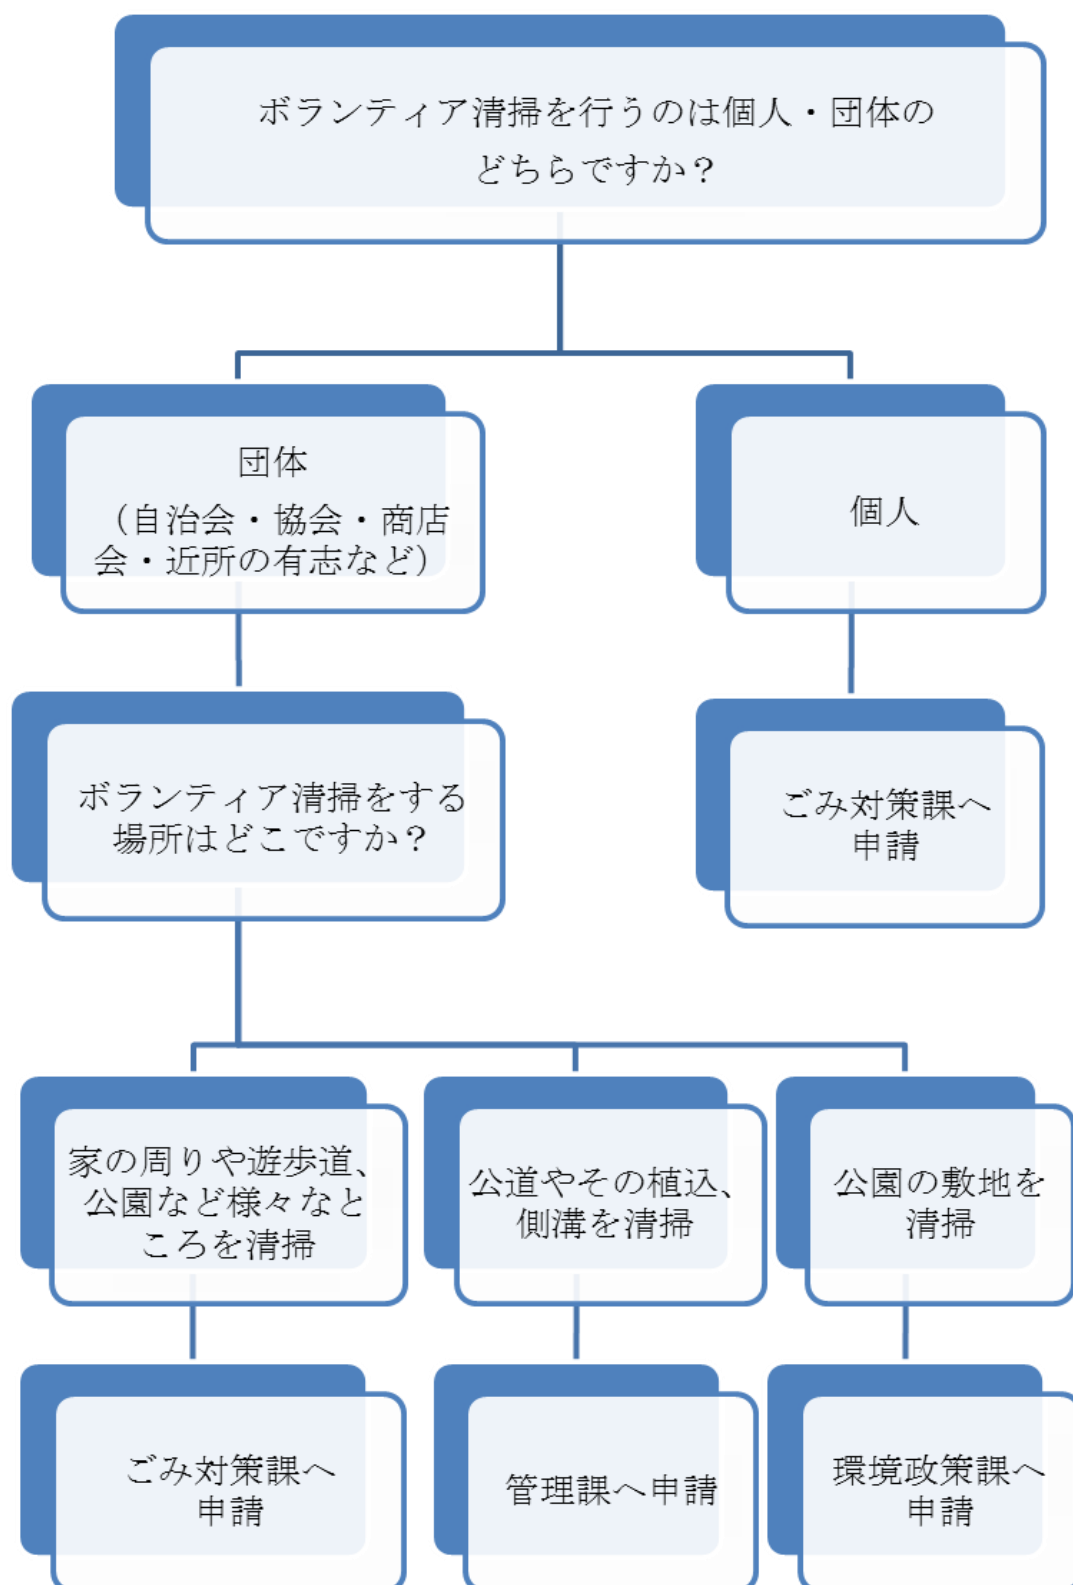 ボランティア清掃を行うのは個人・団体の
どちらですか？
団体
（自治会・協会・商店
会・近所の有志など）
個人
ボランティア清掃をする
場所はどこですか？
ごみ対策課へ
申請
家の周りや遊歩道、
公園など様々なと
ころを清掃
公道やその植込、
側溝を清掃
公園の敷地を
清掃
ごみ対策課へ
申請
管理課へ申請
環境政策課へ
申請